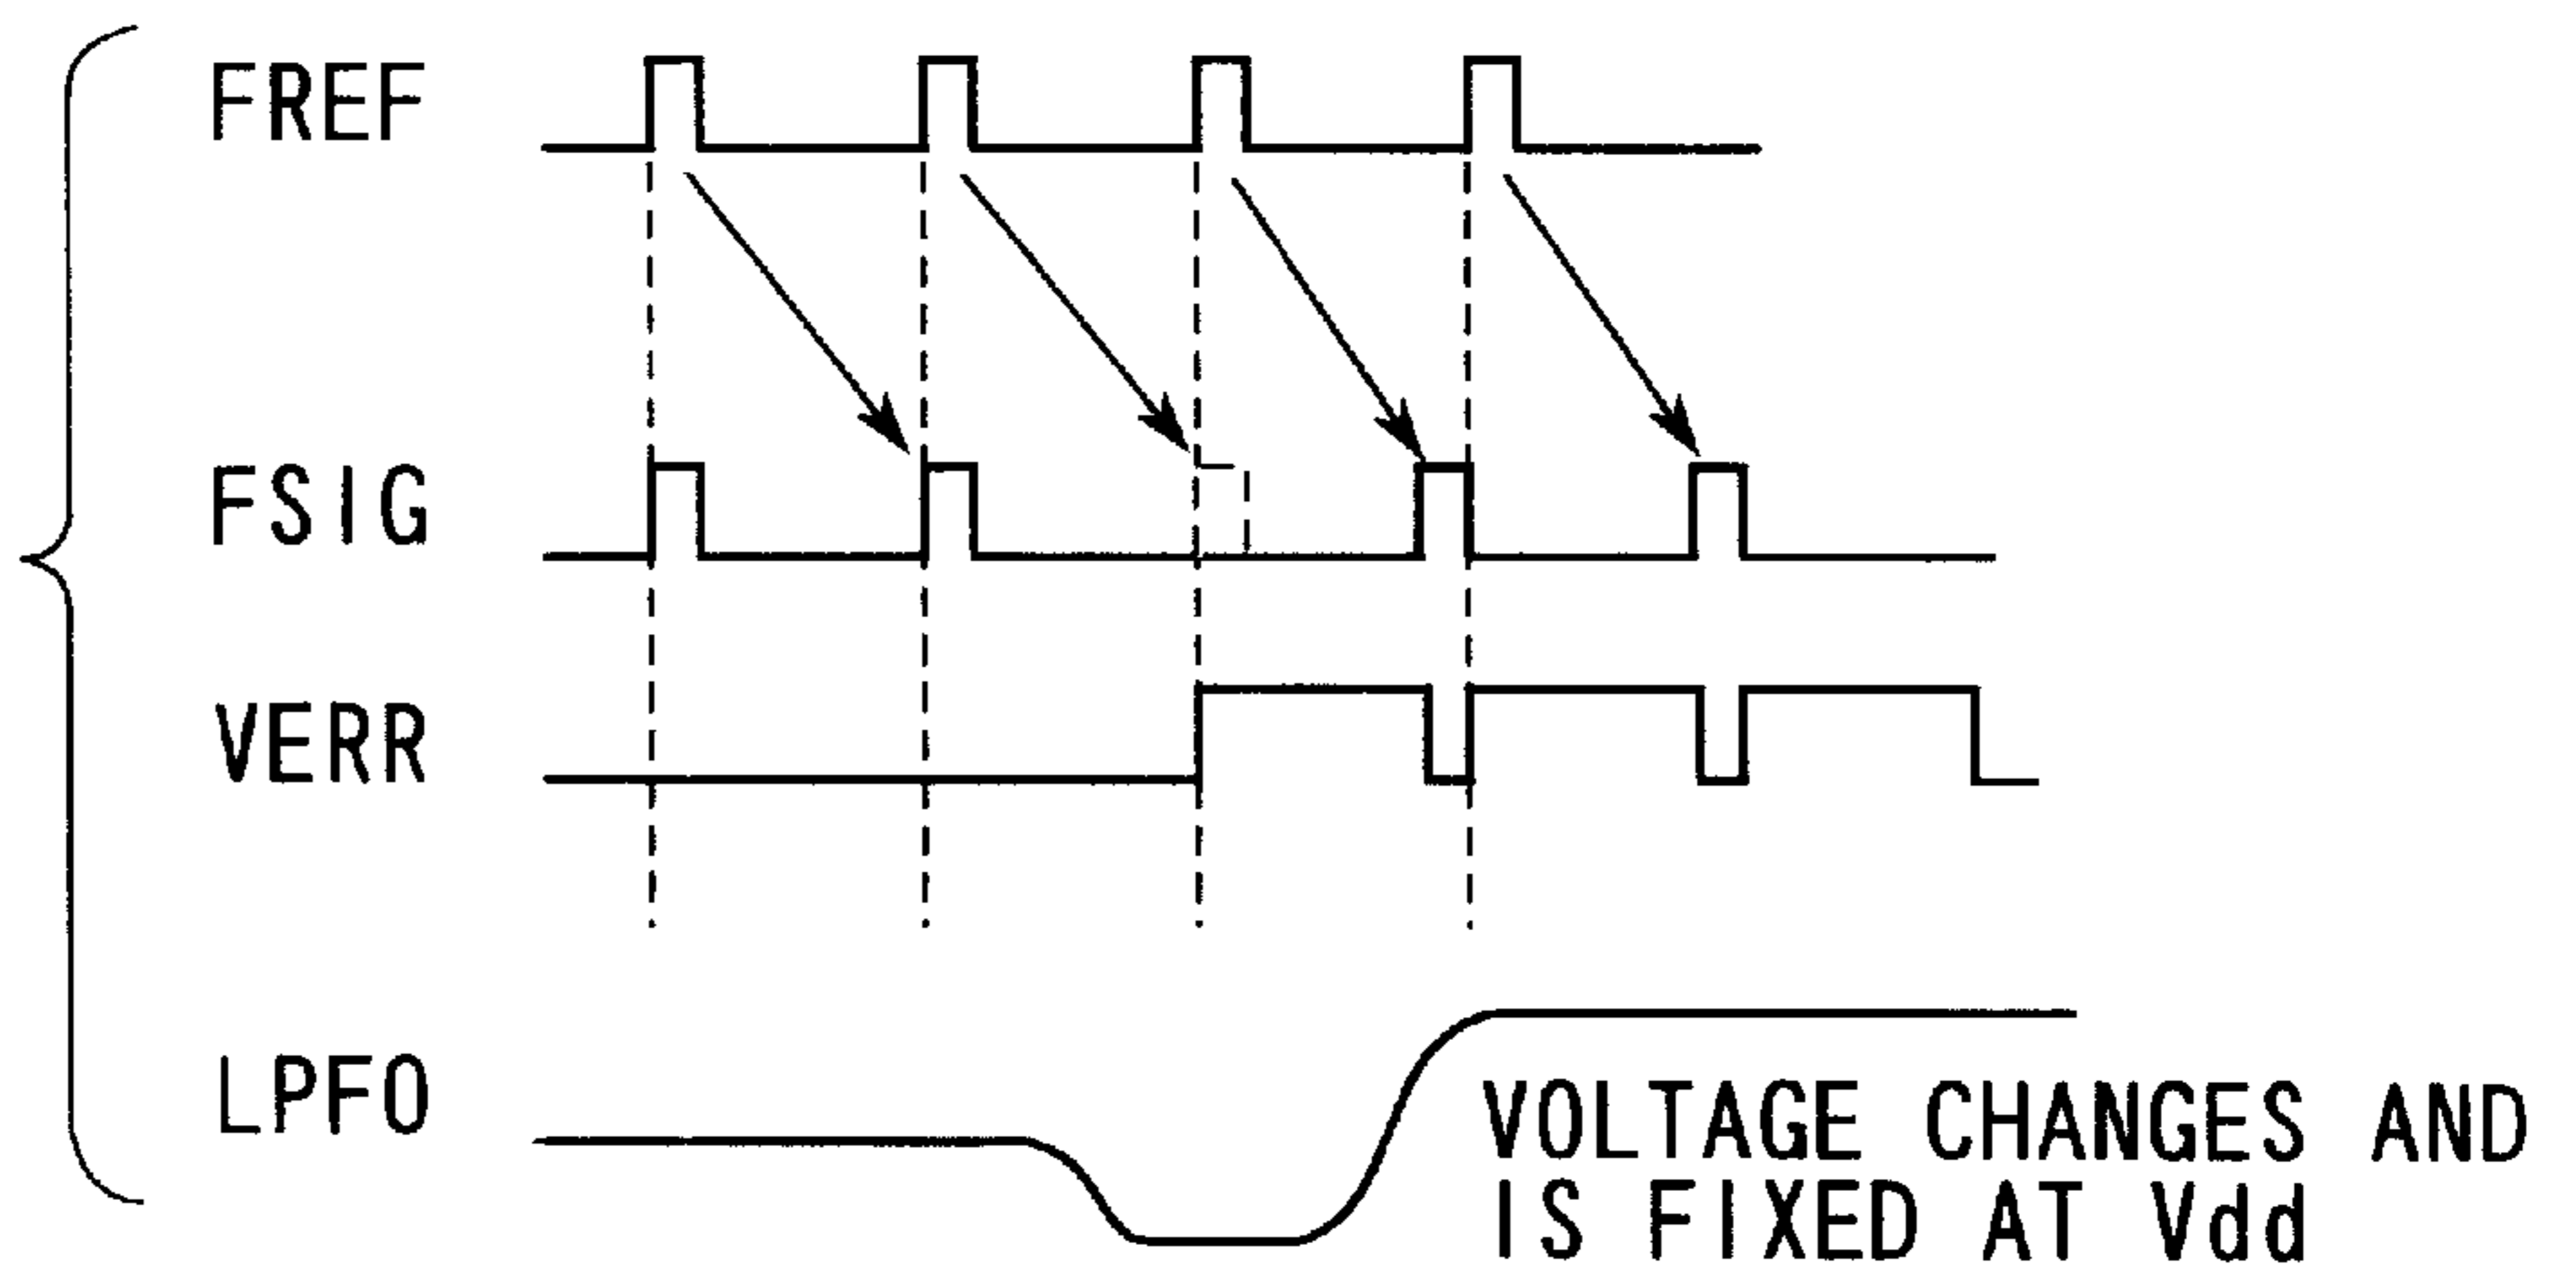 FREF
FSIG
VERR
LPFO
VOLTAGE CHANGES AND
IS FIXED AT Vdd